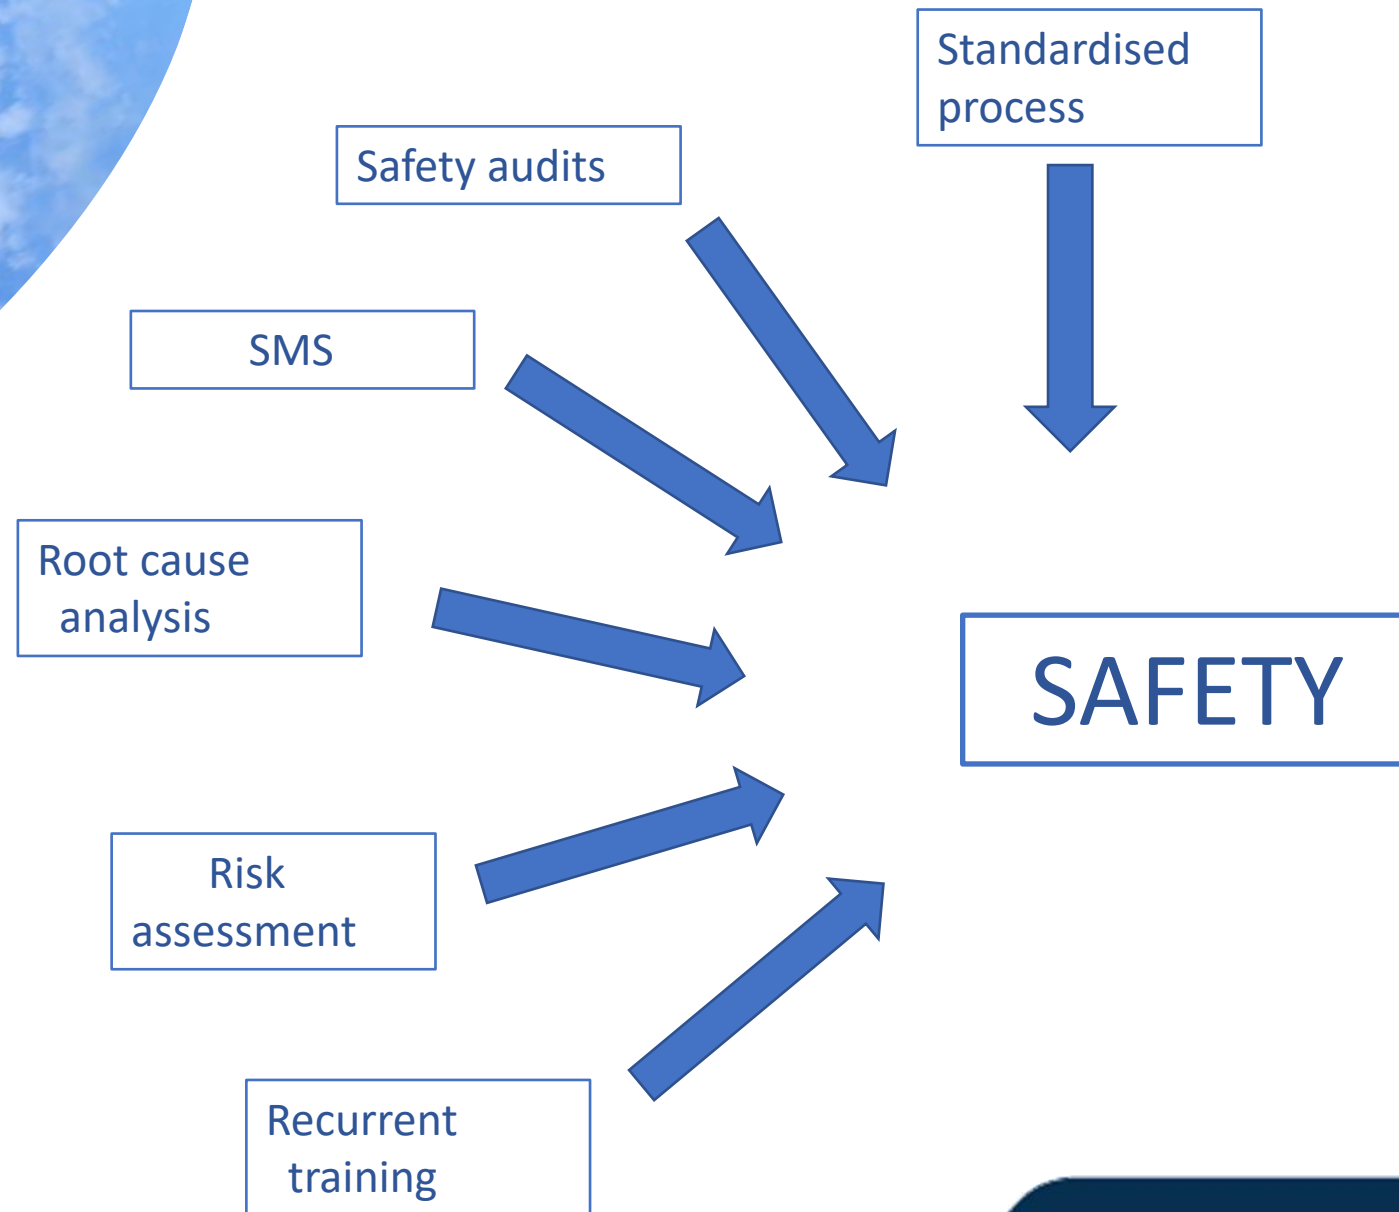 Standardised
process
Safety audits
SMS
Root cause
analysis
SAFETY
Risk
assessment
Recurrent
training